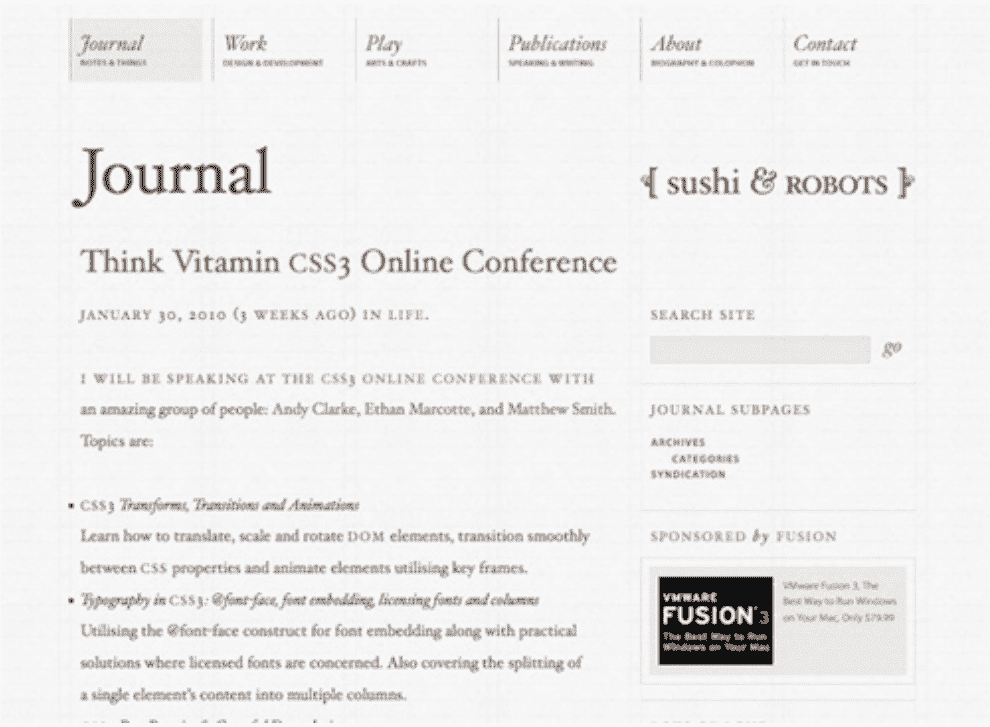 Journal
NOTES & THINGS
Work
DESIGN & DEVELOPMENT
Play
ARTS & CRAFTS
Publications
SPEAKING & WRITING
About
BIOGRAPHY & COLOPHON
Contact
GET IN TOUCH
Journal
{ sushi & ROBOTS }
Think Vitamin CSS3 Online Conference
JANUARY 30, 2010 (3 WEEKS AGO) IN LIFE.
I WILL BE SPEAKING AT THE CSS3 ONLINE CONFERENCE WITH
an amazing group of people: Andy Clarke, Ethan Marcotte, and Matthew Smith.
Topics are:
▪ CSS3 Transforms, Transitions and Animations
Learn how to translate, scale and rotate DOM elements, transition smoothly
between CSS properties and animate elements utilising key frames.
▪ Typography in CSS3: @font-face, font embedding, licensing fonts and columns
Utilising the @font-face construct for font embedding along with practical
solutions where licensed fonts are concerned. Also covering the splitting of
a single element's content into multiple columns.
SEARCH SITE
go
JOURNAL SUBPAGES
ARCHIVES
CATEGORIES
SYNDICATION
SPONSORED by FUSION
VMWARE
FUSION 3
The Best Way to Run
Windows on Your Mac
VMware Fusion 3, The
Best Way to Run Windows
on Your Mac, Only $79.99